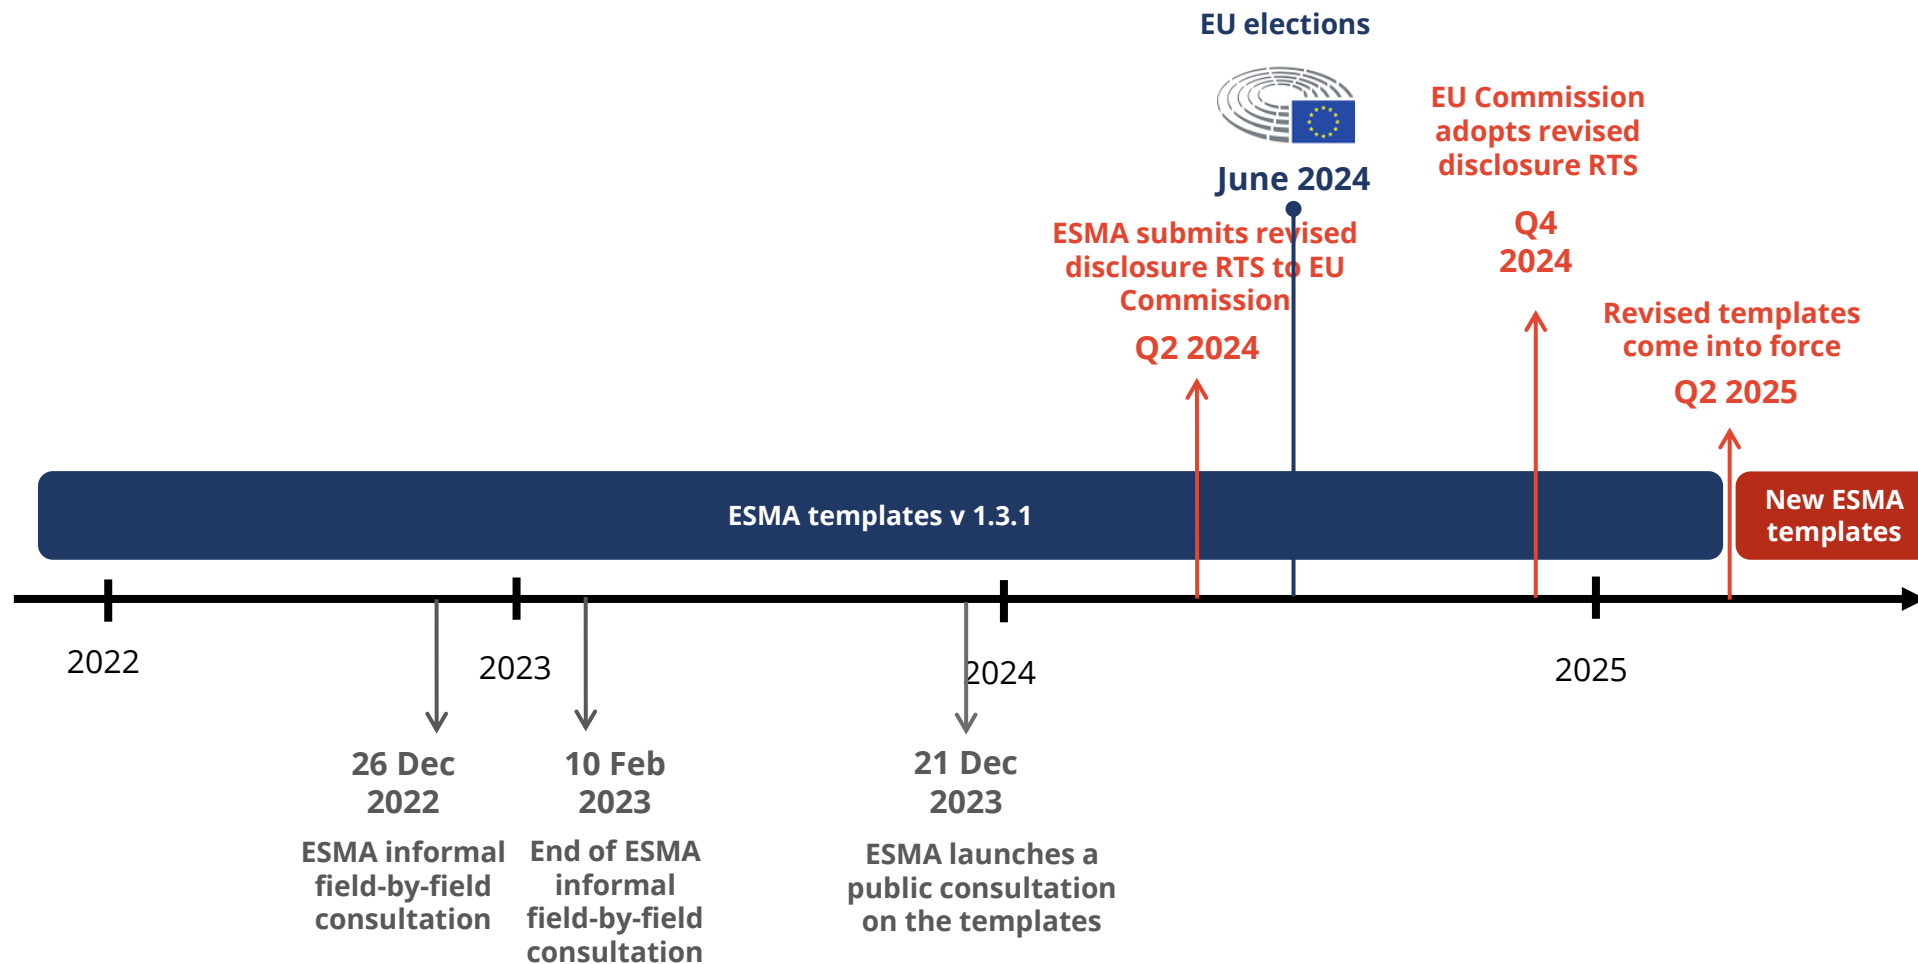 EU elections
June 2024
EU Commission
adopts revised
disclosure RTS
Q4
2024
ESMA submits revised
disclosure RTS to EU
Commission
Q2 2024
Revised templates
come into force
Q2 2025
ESMA templates v 1.3.1
New ESMA
templates
2022
2023
2024
2025
26 Dec
2022
ESMA informal
field-by-field
consultation
10 Feb
2023
End of ESMA
informal
field-by-field
consultation
21 Dec
2023
ESMA launches a
public consultation
on the templates